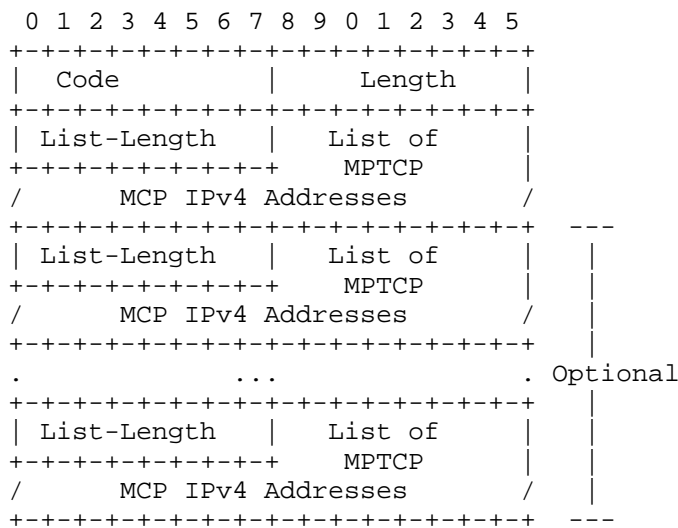 0 1 2 3 4 5 6 7 8 9 0 1 2 3 4 5
+-+-+-+-+-+-+-+-+-+-+-+-+-+-+-+-+
|   Code        |     Length    |
+-+-+-+-+-+-+-+-+-+-+-+-+-+-+-+-+
| List-Length   |   List of     |
+-+-+-+-+-+-+-+-+    MPTCP      |
/      MCP IPv4 Addresses       /
+-+-+-+-+-+-+-+-+-+-+-+-+-+-+-+-+  ---
| List-Length   |   List of     |   |
+-+-+-+-+-+-+-+-+    MPTCP      |   |
/      MCP IPv4 Addresses       /   |
+-+-+-+-+-+-+-+-+-+-+-+-+-+-+-+-+   |
.             ...               . Optional
+-+-+-+-+-+-+-+-+-+-+-+-+-+-+-+-+   |
| List-Length   |   List of     |   |
+-+-+-+-+-+-+-+-+    MPTCP      |   |
/      MCP IPv4 Addresses       /   |
+-+-+-+-+-+-+-+-+-+-+-+-+-+-+-+-+  ---